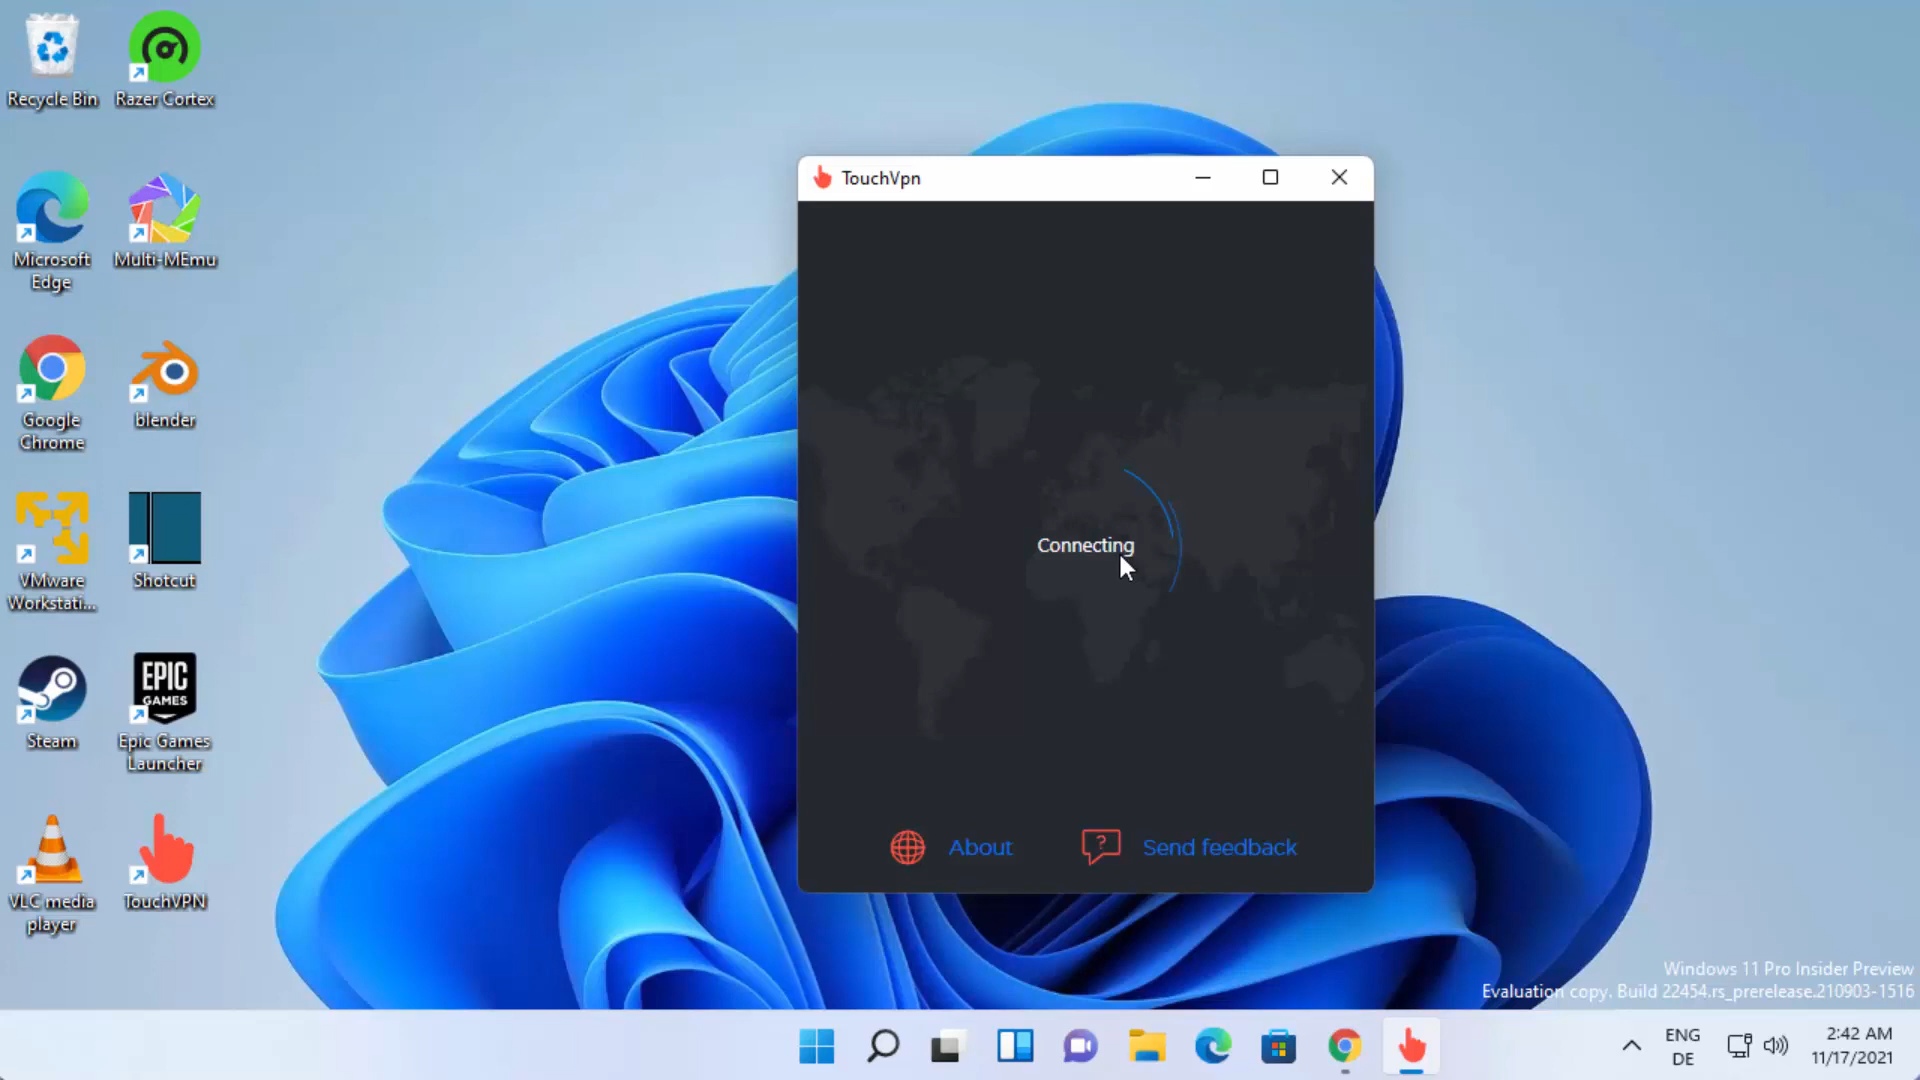 Recycle Bin
Razer Cortex
Microsoft
Edge
Multi-MEmu
Google
Chrome
blender
VMware
Workstati...
Shotcut
Steam
EPIC
GAMES
Epic Games
Launcher
VLC media
player
TouchVPN
TouchVpn
Connecting
?
About
Send feedback
Windows 11 Pro Insider Preview
Evaluation copy. Build 22454.rs_prerelease.210903-1516
ENG
DE
2:42 AM
11/17/2021